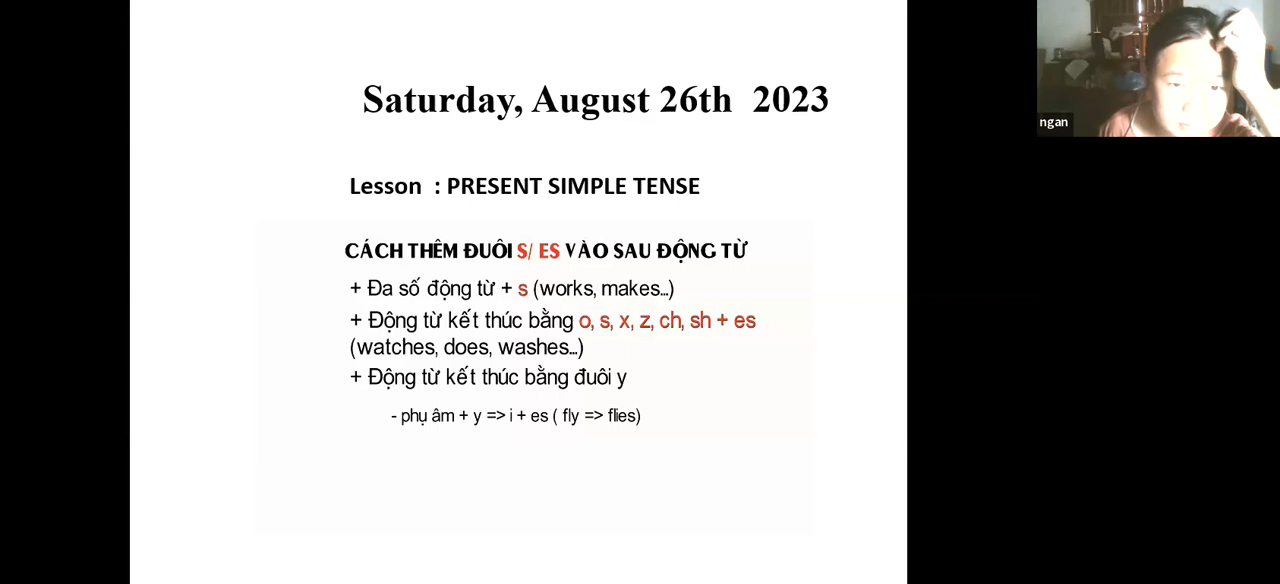 Saturday, August 26th 2023
ngan
Lesson : PRESENT SIMPLE TENSE
CÁCH THÊM ĐUÔI S/ ES VÀO SAU ĐỘNG TỪ
+ Đa số động từ + s (works, makes...)
+ Động từ kết thúc bằng o, s, x, z, ch, sh + es
(watches, does, washes...)
+ Động từ kết thúc bằng đuôi y
- phụ âm + y => i + es ( fly => flies)